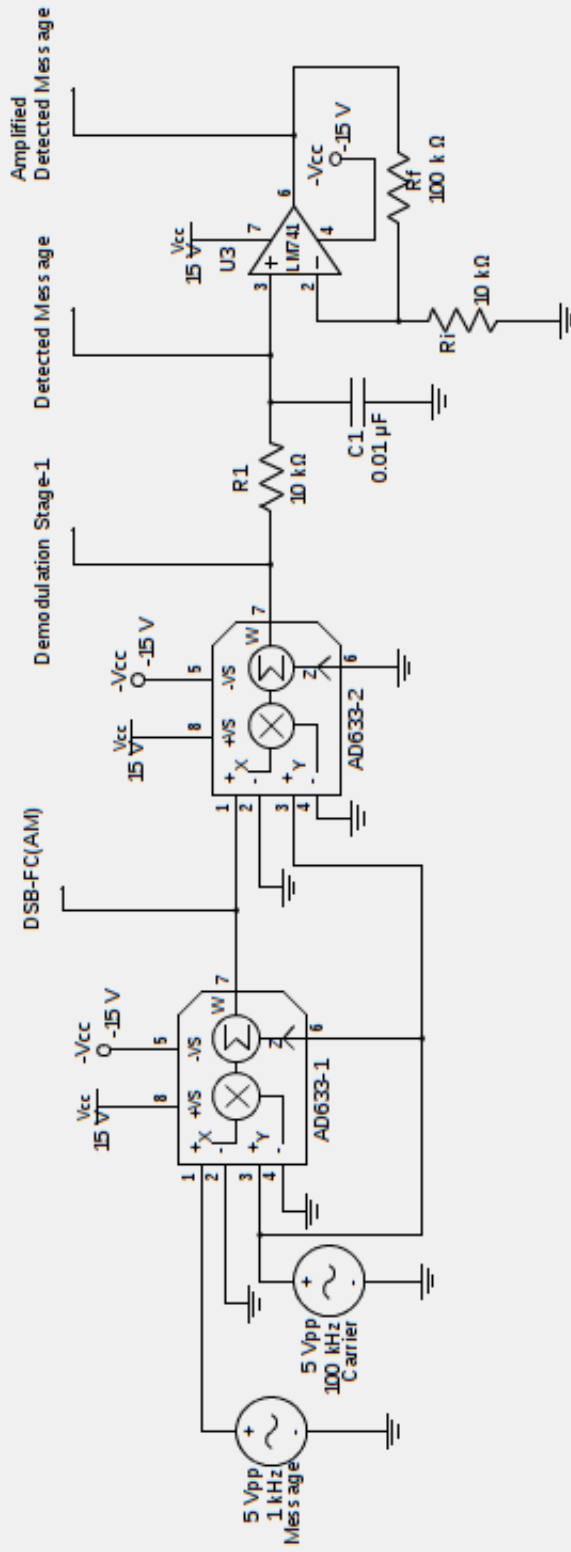 5 Vpp
1 kHz
Message
5 Vpp
100 kHz
Carrier
+
-
+
-
Vcc
15 V
-Vcc
-15 V
8
5
+VS
-VS
1
2
3
4
+
X
-
+
Y
-
W
7
Z
6
AD633-1
DSB-FC(AM)
Vcc
15 V
-Vcc
-15 V
8
5
+VS
-VS
1
2
3
4
+
X
-
+
Y
-
W
7
Z
6
AD633-2
Demodulation Stage-1
R1
10 kΩ
C1
0.01 µF
Detected Message
Vcc
15 V
U3
3
2
7
4
6
+
-
LM741
-Vcc
-15 V
Rf
100 k Ω
Ri
10 kΩ
Amplified
Detected Message